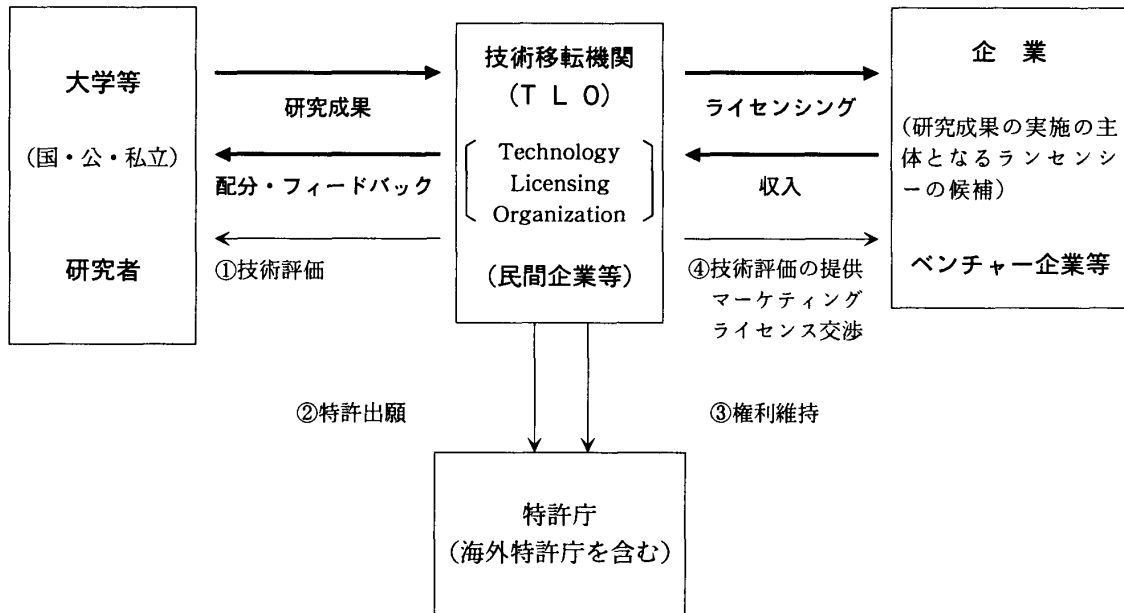 大学等
(国・公・私立)
研究者
研究成果
配分・フィードバック
①技術評価
技術移転機関
(T L O)
Technology
Licensing
Organization
(民間企業等)
ライセンシング
収入
④技術評価の提供
マーケティング
ライセンス交渉
企 業
(研究成果の実施の主
体となるランセンシ
ーの候補)
ベンチャー企業等
②特許出願
③権利維持
特許庁
(海外特許庁を含む)